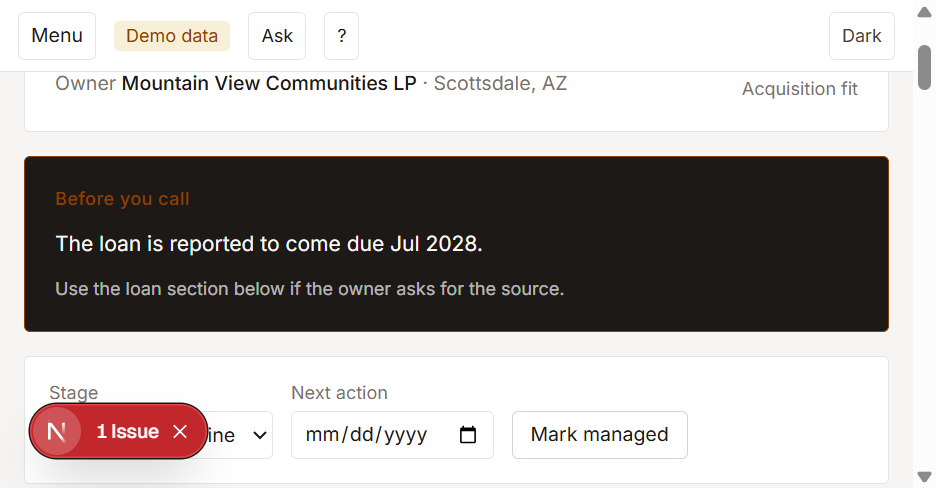 Menu
Demo data
Ask
?
Dark
Owner Mountain View Communities LP · Scottsdale, AZ
Acquisition fit
Before you call
The loan is reported to come due Jul 2028.
Use the loan section below if the owner asks for the source.
Stage
Next action
N 1 Issue
ine
mm/dd/yyyy
Mark managed